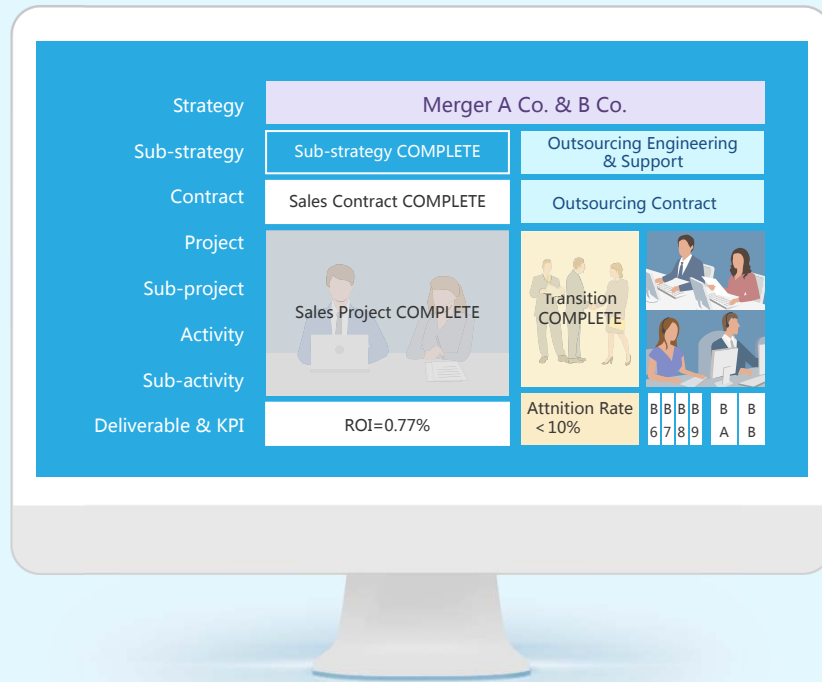 Strategy
Merger A Co. & B Co.
Sub-strategy
Sub-strategy COMPLETE
Outsourcing Engineering
& Support
Contract
Sales Contract COMPLETE
Outsourcing Contract
Project
Sub-project
Activity
Sub-activity
Sales Project COMPLETE
Transition
COMPLETE
Deliverable & KPI
ROI=0.77%
Attnition Rate
<10%
B B B B B B
6 7 8 9 A B